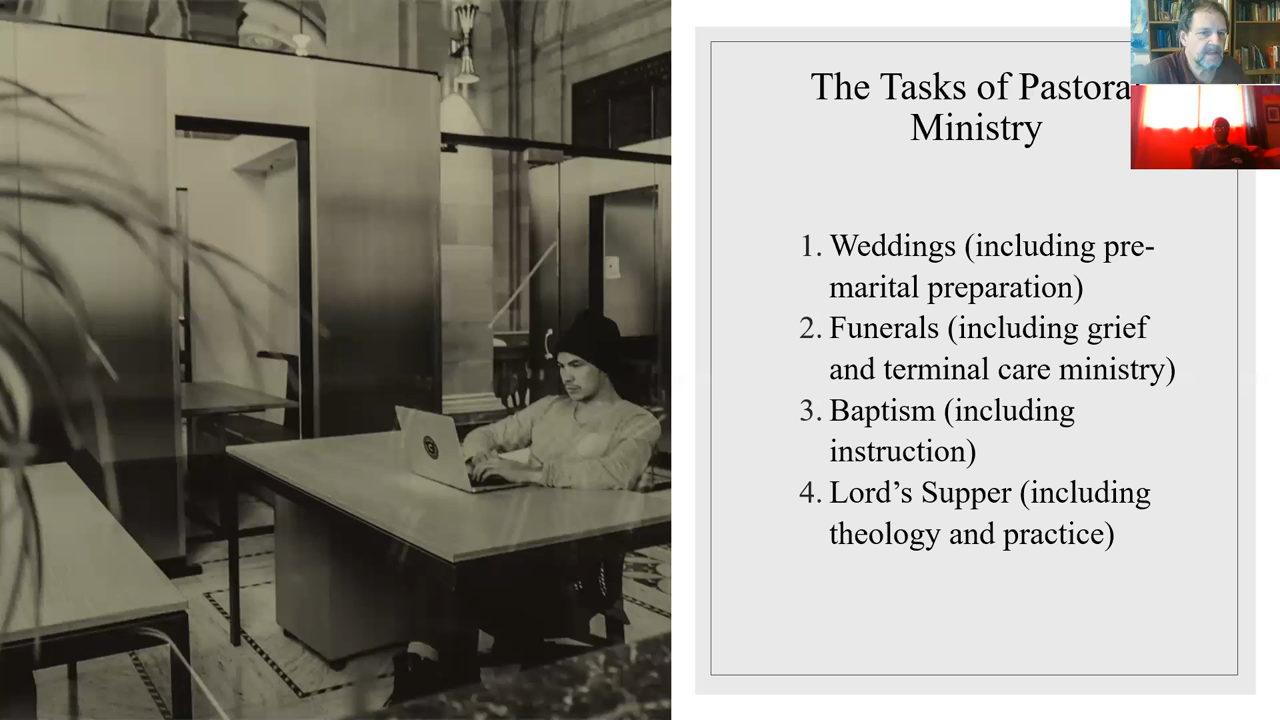 The Tasks of Pastora
Ministry
1. Weddings (including pre-
marital preparation)
2. Funerals (including grief
and terminal care ministry)
3. Baptism (including
instruction)
4. Lord’s Supper (including
theology and practice)